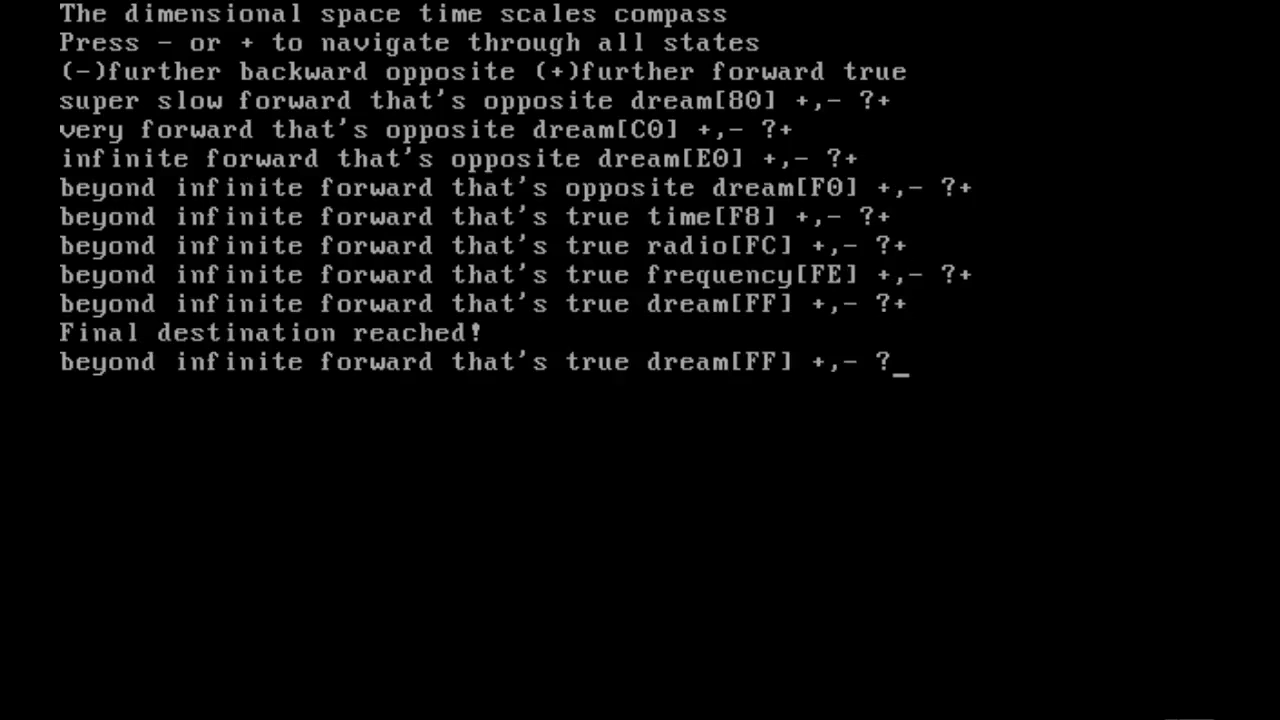 The dimensional space time scales compass
Press - or + to navigate through all states
(-)further backward opposite (+)further forward true
super slow forward that's opposite dream[80] +,- ?+
very forward that's opposite dream[C0] +,- ?+
infinite forward that's opposite dream[E0] +,- ?+
beyond infinite forward that's opposite dream[F0] +,- ?+
beyond infinite forward that's true time[F8] +,- ?+
beyond infinite forward that's true radio[FC] +,- ?+
beyond infinite forward that's true frequency[FE] +,- ?+
beyond infinite forward that's true dream[FF] +,- ?+
Final destination reached!
beyond infinite forward that's true dream[FF] +,- ?_